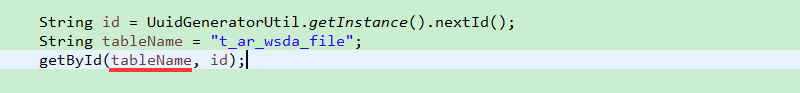 String id = UuidGeneratorUtil.getInstance().nextId();
String tableName = "t_ar_wsda_file";
getById(tableName, id);